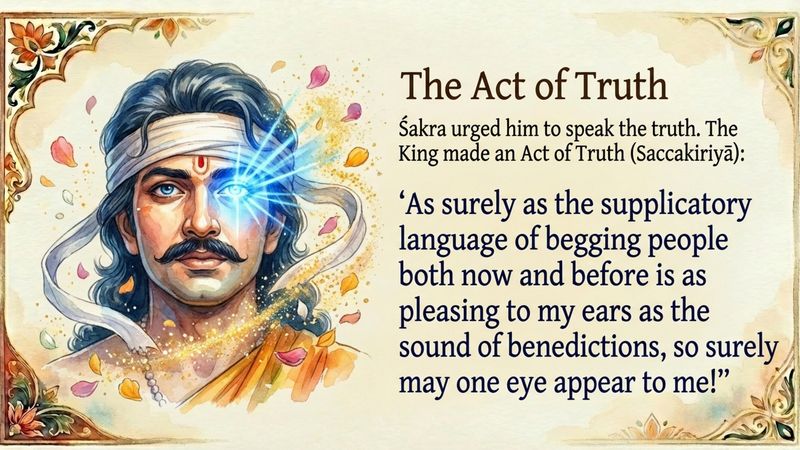 The Act of Truth
Śakra urged him to speak the truth. The
King made an Act of Truth (Saccakiriyā):
‘As surely as the supplicatory
language of begging people
both now and before is as
pleasing to my ears as the
sound of benedictions, so surely
may one eye appear to me!”